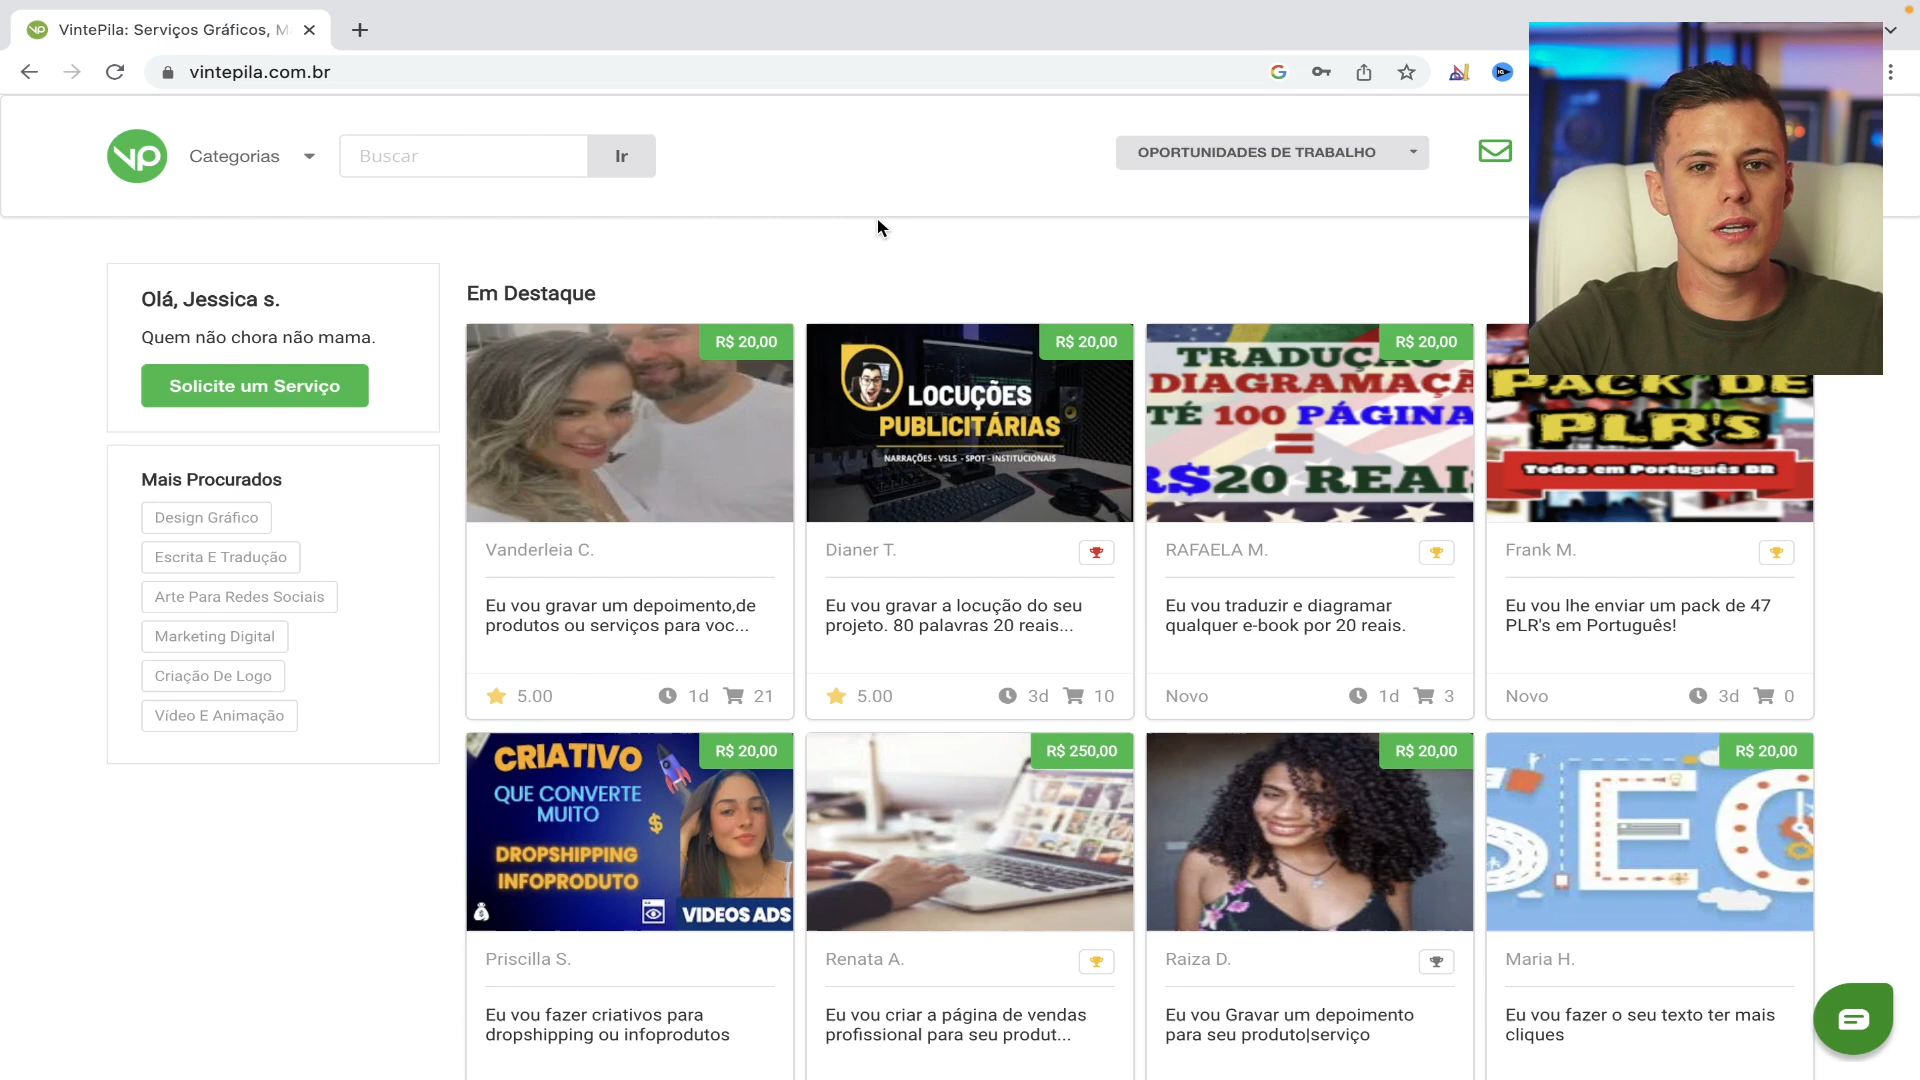 VintePila: Serviços Gráficos, M
vintepila.com.br
vp
Categorias
Buscar
Ir
OPORTUNIDADES DE TRABALHO
Olá, Jessica s.
Quem não chora não mama.
Solicite um Serviço
Mais Procurados
Design Gráfico
Escrita E Tradução
Arte Para Redes Sociais
Marketing Digital
Criação De Logo
Vídeo E Animação
Em Destaque
R$ 20,00
Vanderleia C.
Eu vou gravar um depoimento,de
produtos ou serviços para voc...
5.00
1d
21
R$ 20,00
LOCUÇÕES
PUBLICITÁRIAS
NARRAÇÕES - VSLS - SPOT - INSTITUCIONAIS
Dianer T.
Eu vou gravar a locução do seu
projeto. 80 palavras 20 reais...
5.00
3d
10
R$ 20,00
TRADUÇÃO
DIAGRAMAÇÃ
TÉ 100 PÁGINA
=
R$20 REAI
RAFAELA M.
Eu vou traduzir e diagramar
qualquer e-book por 20 reais.
Novo
1d
3
PACK DE
PLR's
Todos em Português BR
Frank M.
Eu vou lhe enviar um pack de 47
PLR's em Português!
Novo
3d
0
R$ 20,00
CRIATIVO
QUE CONVERTE
MUITO
$
DROPSHIPPING
INFOPRODUTO
VIDEOS ADS
Priscilla S.
Eu vou fazer criativos para
dropshipping ou infoprodutos
R$ 250,00
Renata A.
Eu vou criar a página de vendas
profissional para seu produt...
R$ 20,00
Raiza D.
Eu vou Gravar um depoimento
para seu produto|serviço
R$ 20,00
SEO
Maria H.
Eu vou fazer o seu texto ter mais
cliques